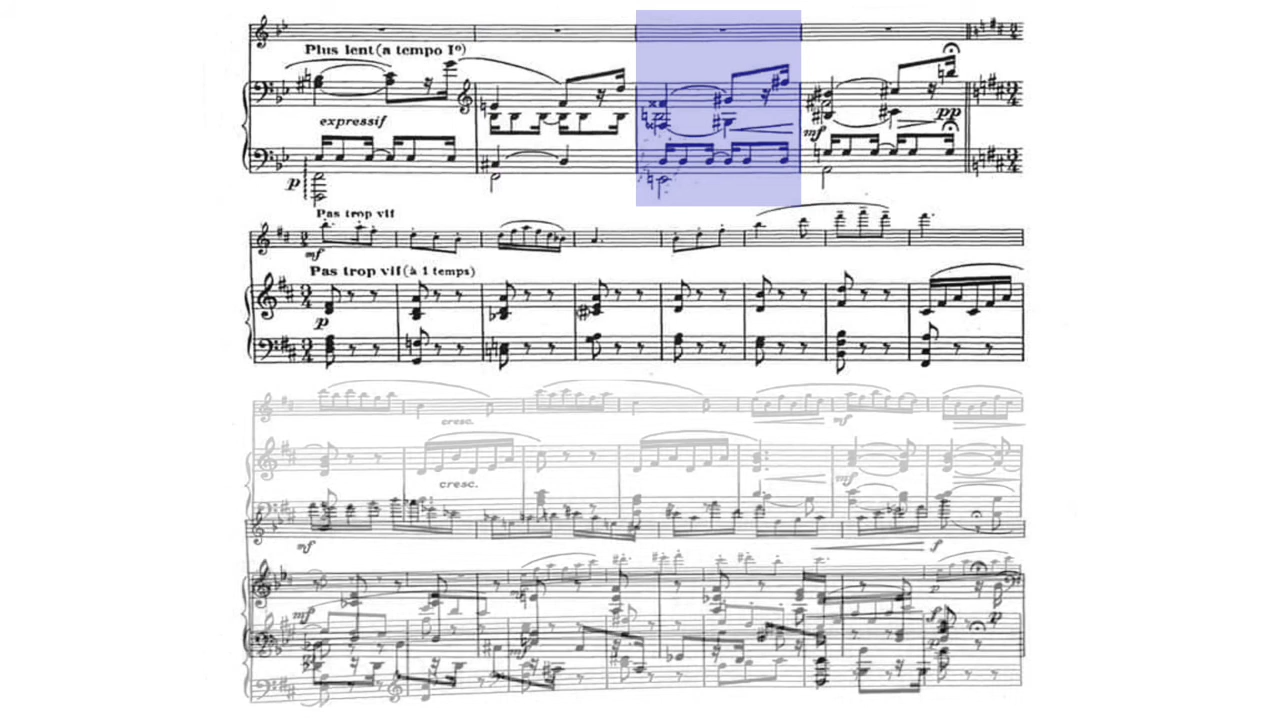 Plus lent (a tempo Iº)
expressif
pp
mf
p
Pas trop vif
mf
Pas trop vif (à 1 temps)
p
cresc.
mf
cresc.
mf
mf
f
p
mf
p
mf